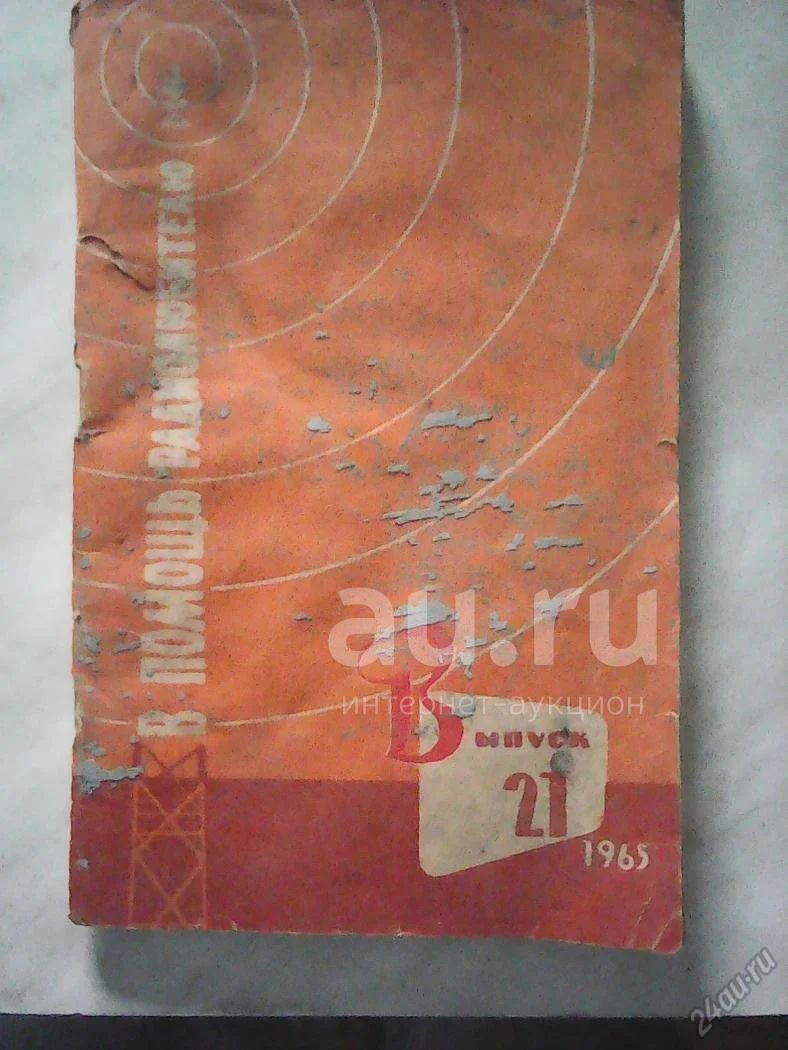 В ПОМОЩЬ РАДИОЛЮБИТЕЛЮ
au.ru
интернет-аукцион
Выпуск
21
1965
24au.ru